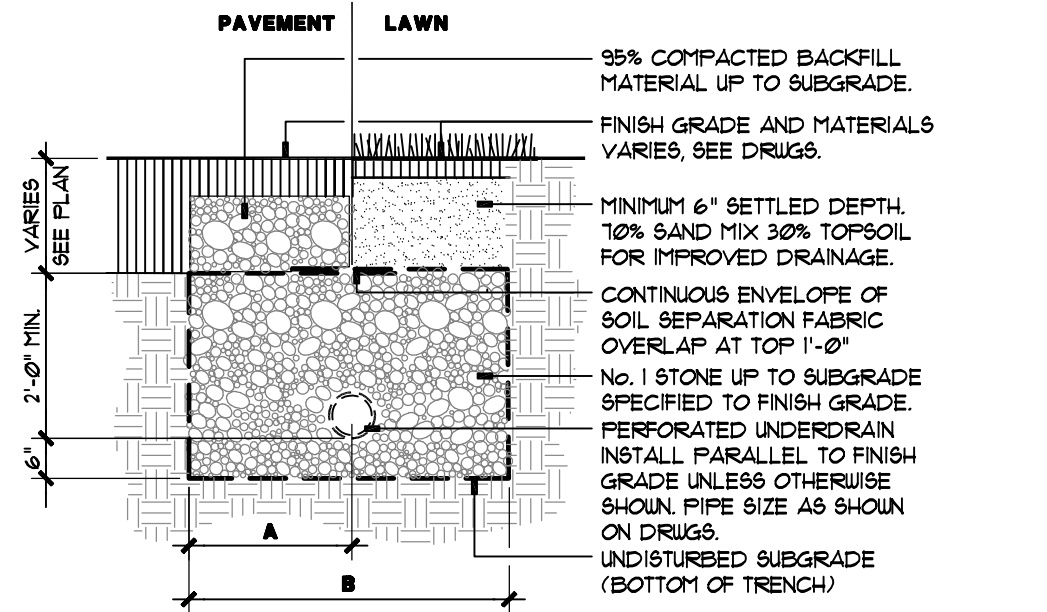 PAVEMENT LAWN
95% COMPACTED BACKFILL
MATERIAL UP TO SUBGRADE.
FINISH GRADE AND MATERIALS
VARIES, SEE DRWGS.
VARIES
SEE PLAN
MINIMUM 6" SETTLED DEPTH.
70% SAND MIX 30% TOPSOIL
FOR IMPROVED DRAINAGE.
CONTINUOUS ENVELOPE OF
SOIL SEPARATION FABRIC
OVERLAP AT TOP 1'-0"
2'-0" MIN.
No. 1 STONE UP TO SUBGRADE
SPECIFIED TO FINISH GRADE.
PERFORATED UNDERDRAIN
INSTALL PARALLEL TO FINISH
GRADE UNLESS OTHERWISE
SHOWN. PIPE SIZE AS SHOWN
ON DRWGS.
6"
UNDISTURBED SUBGRADE
(BOTTOM OF TRENCH)
A
B